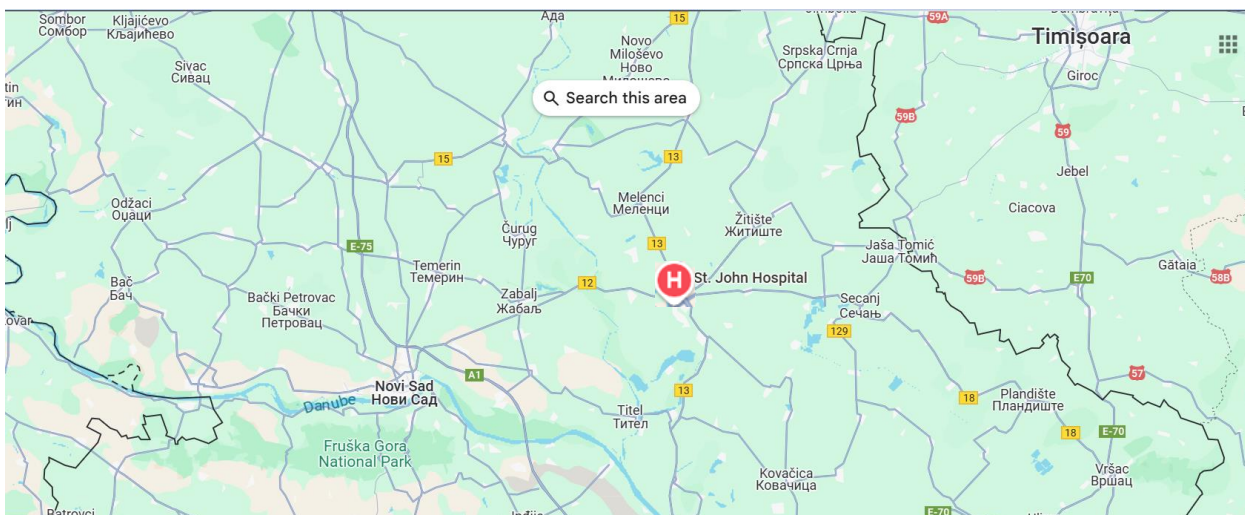 Sombor
Сомбор
Kljajićevo
Кљајићево
Ада
15
59A
Timișoara
Sivac
Сивац
Novo
Miloševo
Ново
Srpska Crnja
Српска Црња
Giroc
Search this area
59B
59
15
13
Jebel
Odžaci
Оџаци
Melenci
Меленци
Ciacova
Čurug
Чуруг
Žitište
Житиште
E-75
13
Jaša Tomić
Јаша Томић
Temerin
Темерин
Gătaia
Bač
Бач
12
St. John Hospital
59B
E70
58B
Bački Petrovac
Бачки
Петровац
Zabalj
Жабаљ
Secanj
Сечањ
129
A1
57
Novi Sad
Нови Сад
13
Danube
Titel
Тител
18
Plandište
Пландиште
18
E-70
Fruška Gora
National Park
Kovačica
Ковачица
Vršac
Вршац
E-70